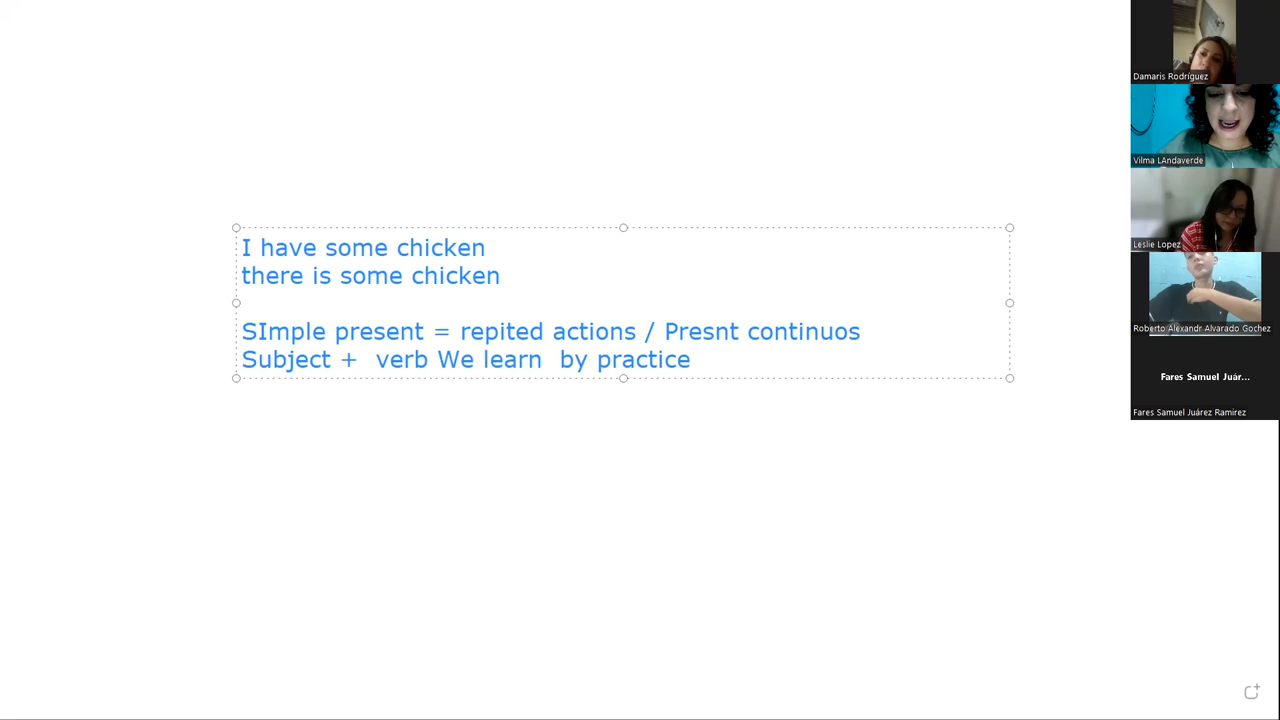 I have some chicken
there is some chicken
SImple present = repited actions / Presnt continuos
Subject + verb We learn by practice
Damaris Rodríguez
Vilma LAndaverde
Leslie Lopez
Roberto Alexandr Alvarado Gochez
Fares Samuel Juár...
Fares Samuel Juárez Ramirez